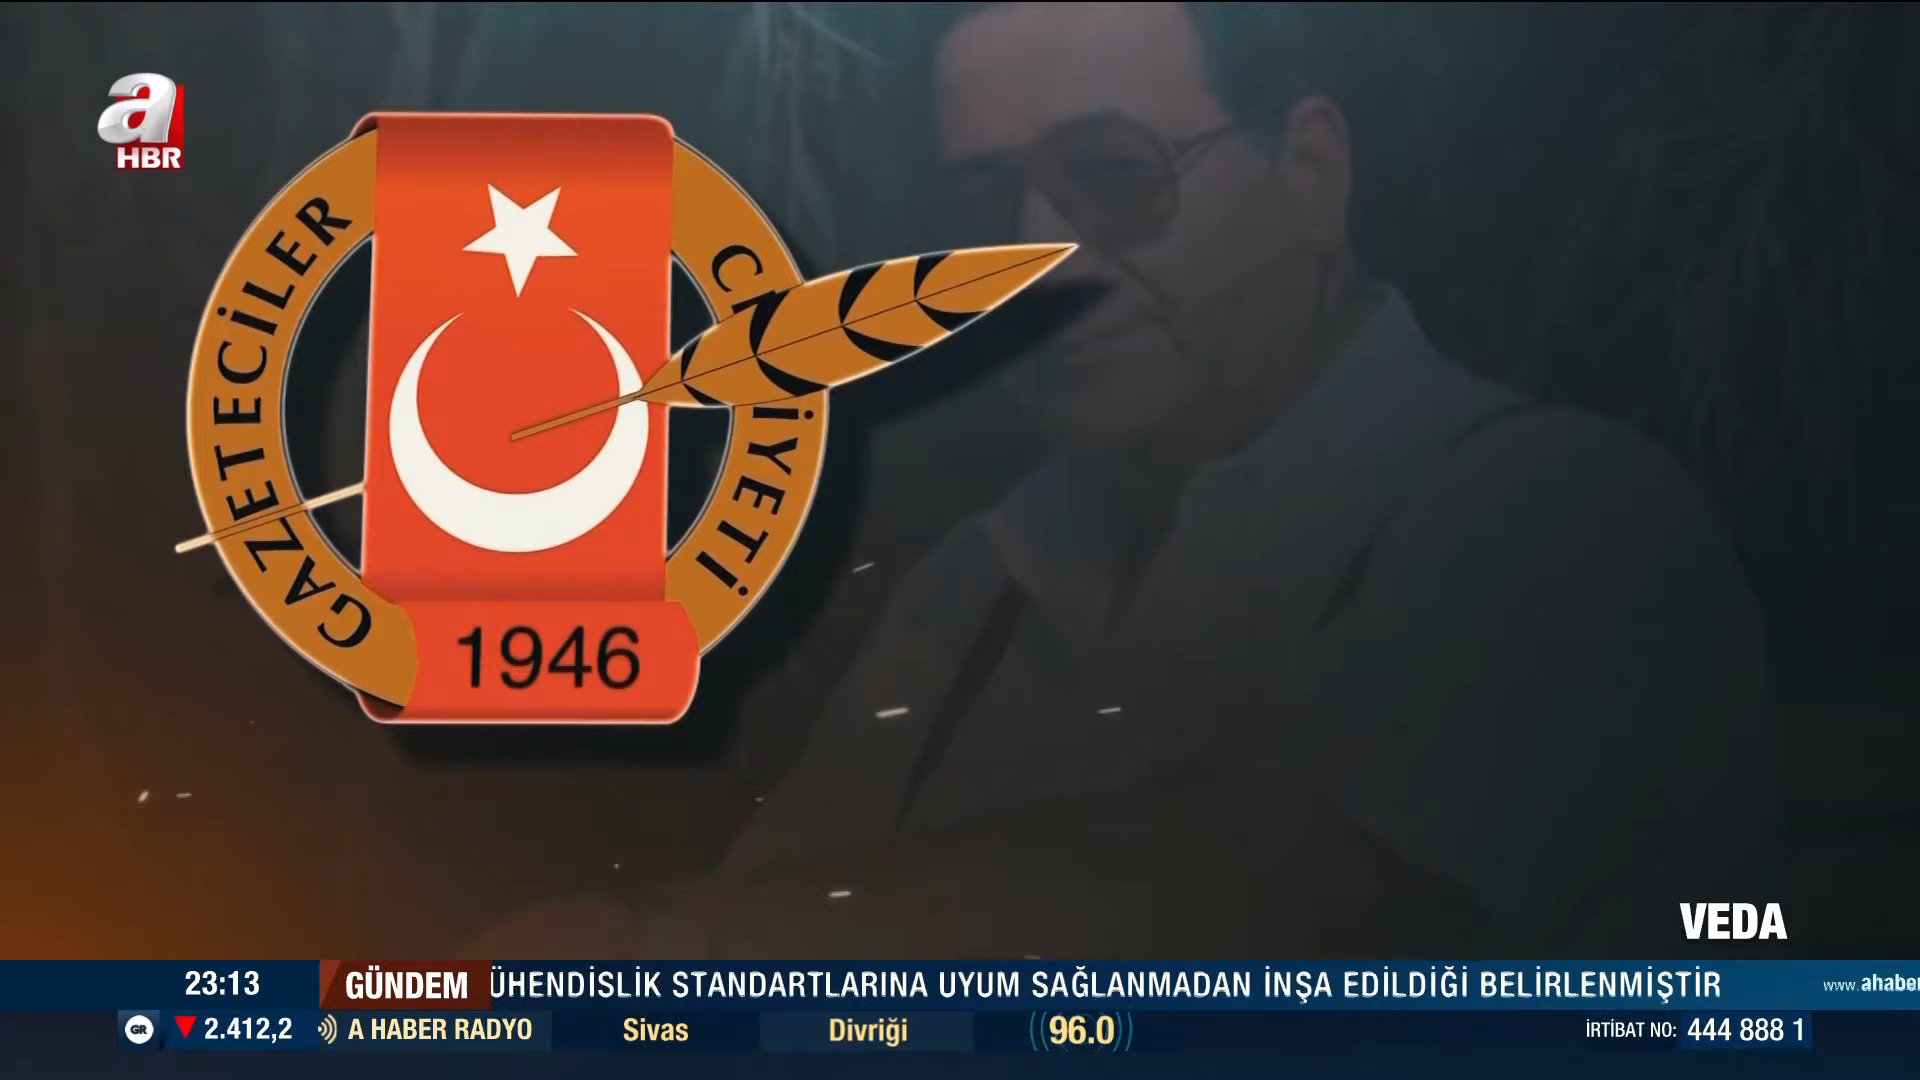 a
HBR
GAZETECİLER
CEMİYETİ
1946
VEDA
23:13
GÜNDEM
ÜHENDİSLİK STANDARTLARINA UYUM SAĞLANMADAN İNŞA EDİLDİĞİ BELİRLENMİŞTİR
www.ahaber
GR
2.412,2
A HABER RADYO
Sivas
Divriği
96.0
İRTİBAT NO: 444 888 1